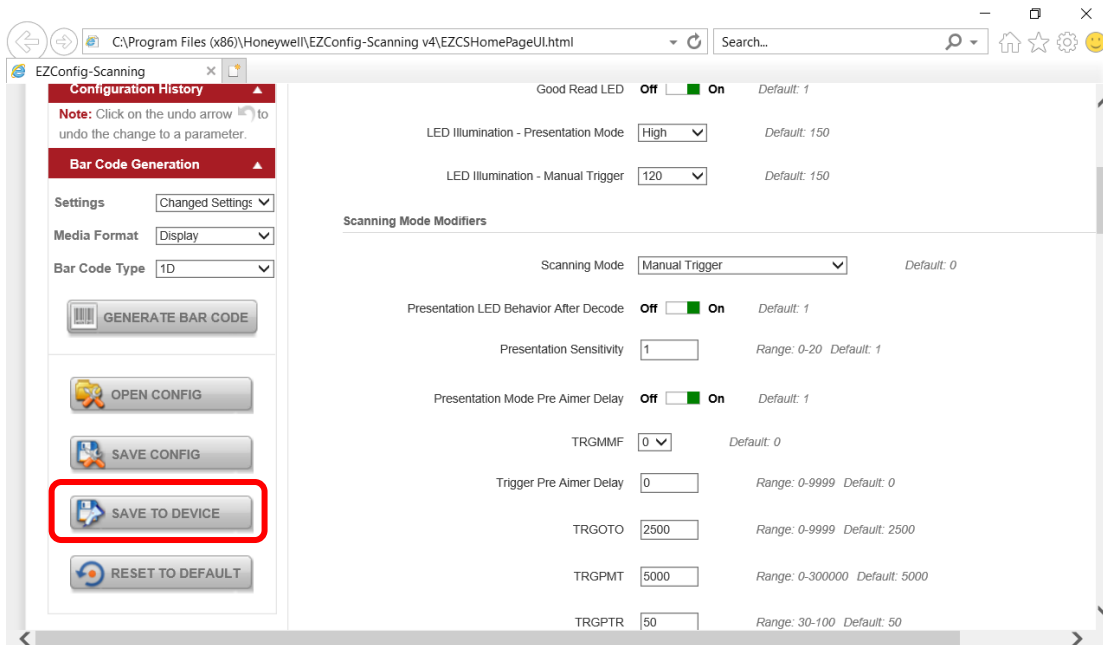 C:\Program Files (x86)\Honeywell\EZConfig-Scanning v4\EZCSHomePageUI.html
Search...
EZConfig-Scanning
Configuration History
Note: Click on the undo arrow to
undo the change to a parameter.
Bar Code Generation
Settings Changed Settings
Media Format Display
Bar Code Type 1D
GENERATE BAR CODE
OPEN CONFIG
SAVE CONFIG
SAVE TO DEVICE
RESET TO DEFAULT
Good Read LED Off On Default: 1
LED Illumination - Presentation Mode High Default: 150
LED Illumination - Manual Trigger 120 Default: 150
Scanning Mode Modifiers
Scanning Mode Manual Trigger Default: 0
Presentation LED Behavior After Decode Off On Default: 1
Presentation Sensitivity 1 Range: 0-20 Default: 1
Presentation Mode Pre Aimer Delay Off On Default: 1
TRGMMF 0 Default: 0
Trigger Pre Aimer Delay 0 Range: 0-9999 Default: 0
TRGOTO 2500 Range: 0-9999 Default: 2500
TRGPMT 5000 Range: 0-300000 Default: 5000
TRGPTR 50 Range: 30-100 Default: 50